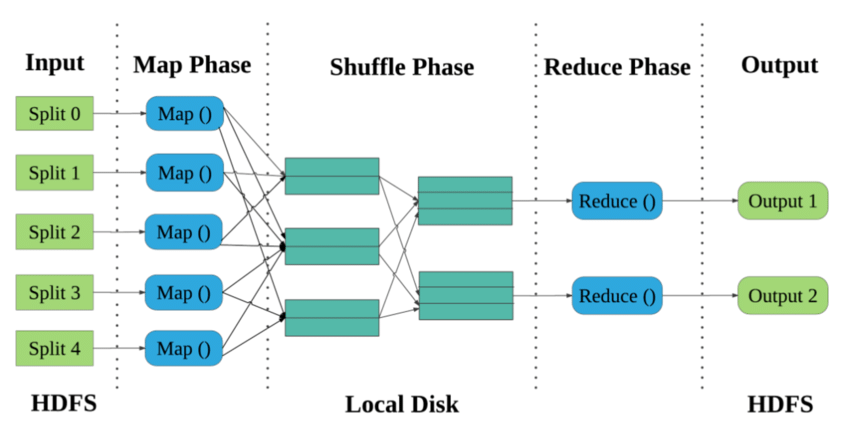 Input
Map Phase
Shuffle Phase
Reduce Phase
Output
Split 0
Map ()
Split 1
Map ()
Split 2
Map ()
Split 3
Map ()
Split 4
Map ()
Reduce ()
Output 1
Reduce ()
Output 2
HDFS
Local Disk
HDFS